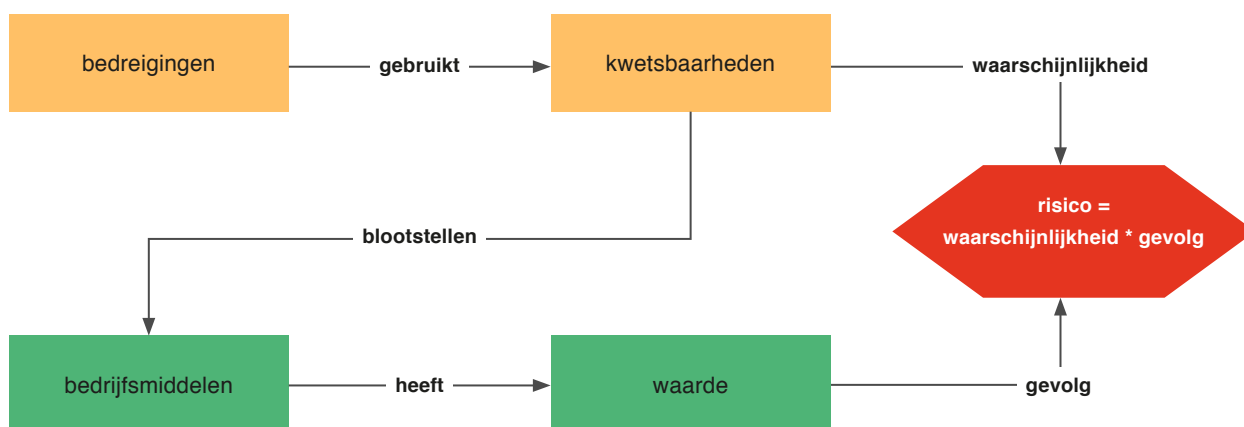 bedreigingen
gebruikt
kwetsbaarheden
waarschijnlijkheid
risico =
waarschijnlijkheid * gevolg
blootstellen
bedrijfsmiddelen
heeft
waarde
gevolg